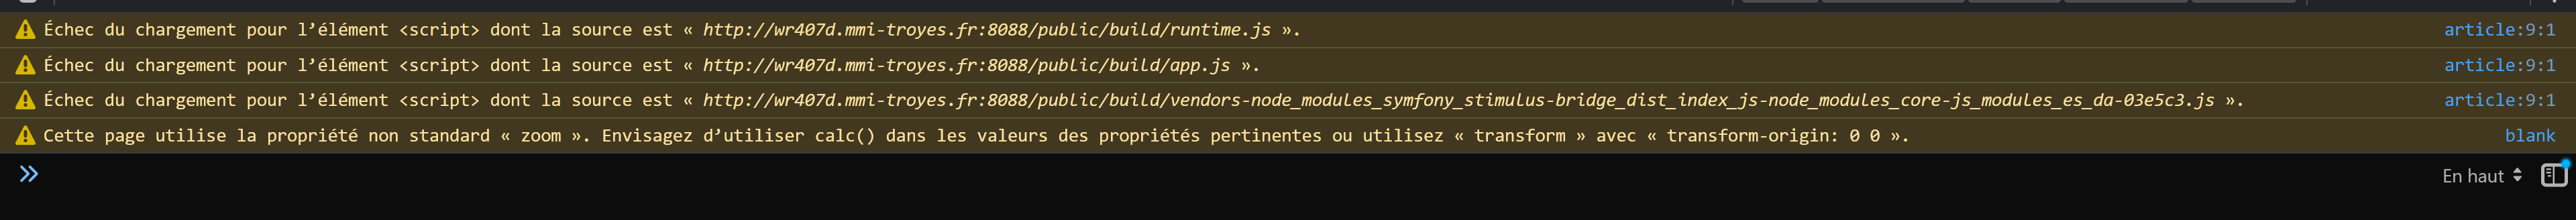 Échec du chargement pour l’élément <script> dont la source est « http://wr407d.mmi-troyes.fr:8088/public/build/runtime.js ». article:9:1
Échec du chargement pour l’élément <script> dont la source est « http://wr407d.mmi-troyes.fr:8088/public/build/app.js ». article:9:1
Échec du chargement pour l’élément <script> dont la source est « http://wr407d.mmi-troyes.fr:8088/public/build/vendors-node_modules_symfony_stimulus-bridge_dist_index_js-node_modules_core-js_modules_es_da-03e5c3.js ». article:9:1
Cette page utilise la propriété non standard « zoom ». Envisagez d’utiliser calc() dans les valeurs des propriétés pertinentes ou utilisez « transform » avec « transform-origin: 0 0 ». blank
En haut